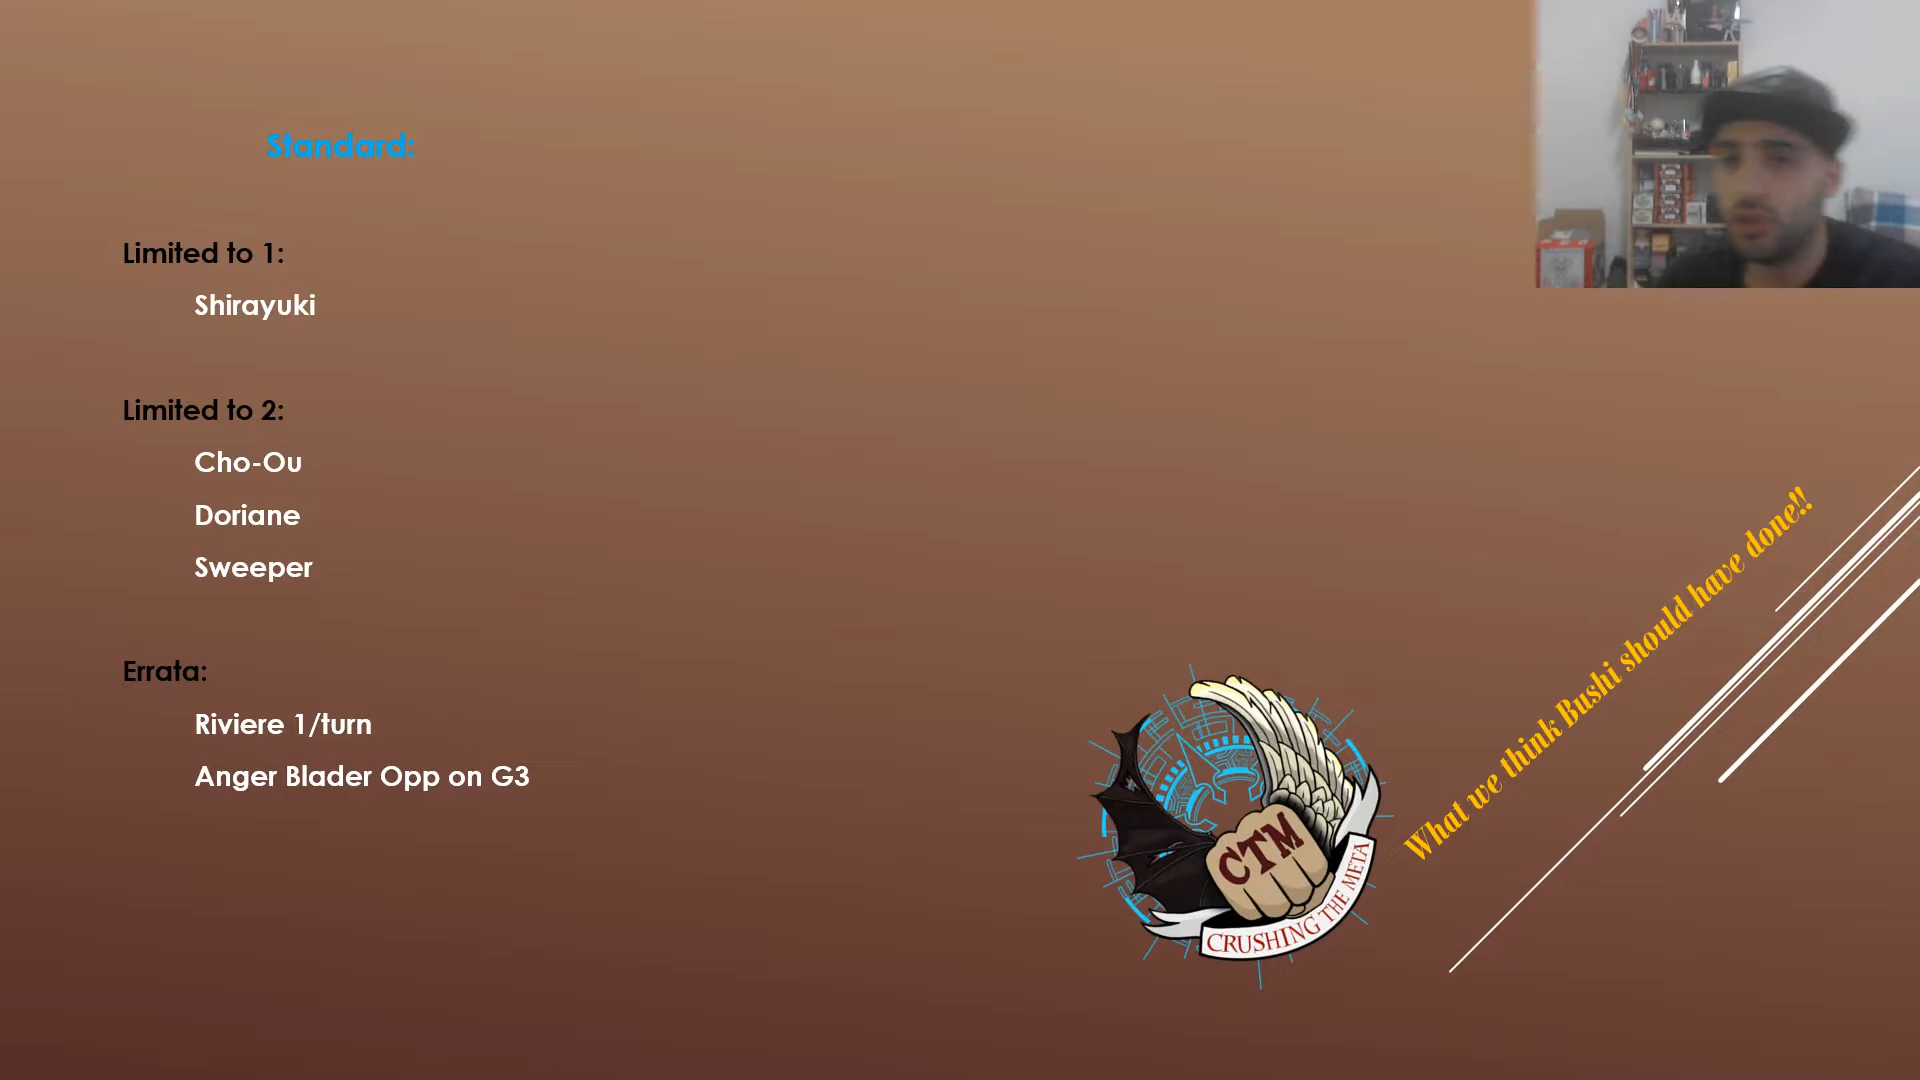 Standard:
Limited to 1:
Shirayuki
Limited to 2:
Cho-Ou
Doriane
Sweeper
Errata:
Riviere 1/turn
Anger Blader Opp on G3
What we think Bushi should have done!!
CTM
CRUSHING THE META